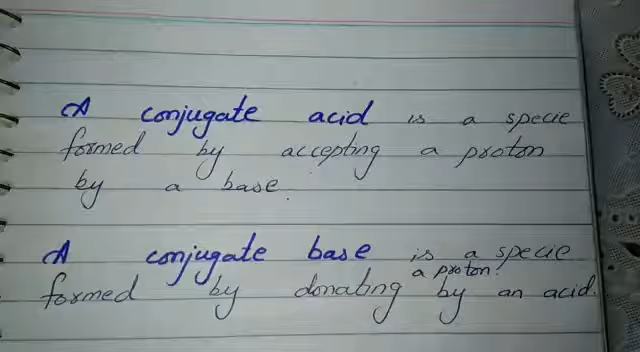 A conjugate acid is a specie
formed by accepting a proton
by a base.
A conjugate base is a specie
a proton
formed by donating by an acid.